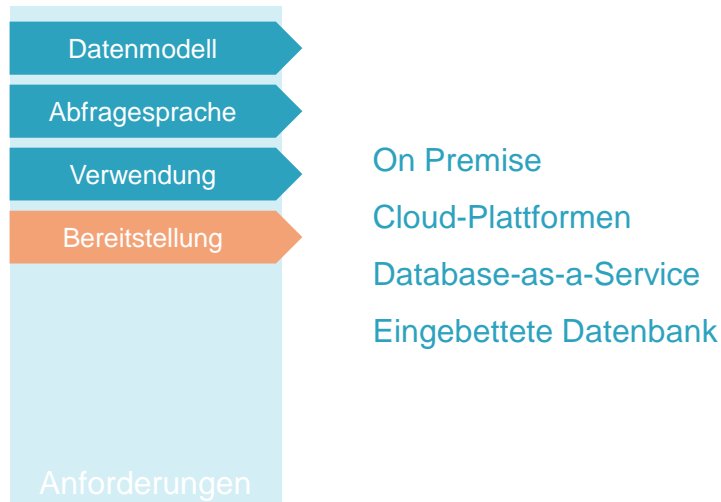 Datenmodell
Abfragesprache
Verwendung
Bereitstellung
On Premise
Cloud-Plattformen
Database-as-a-Service
Eingebettete Datenbank
Anforderungen